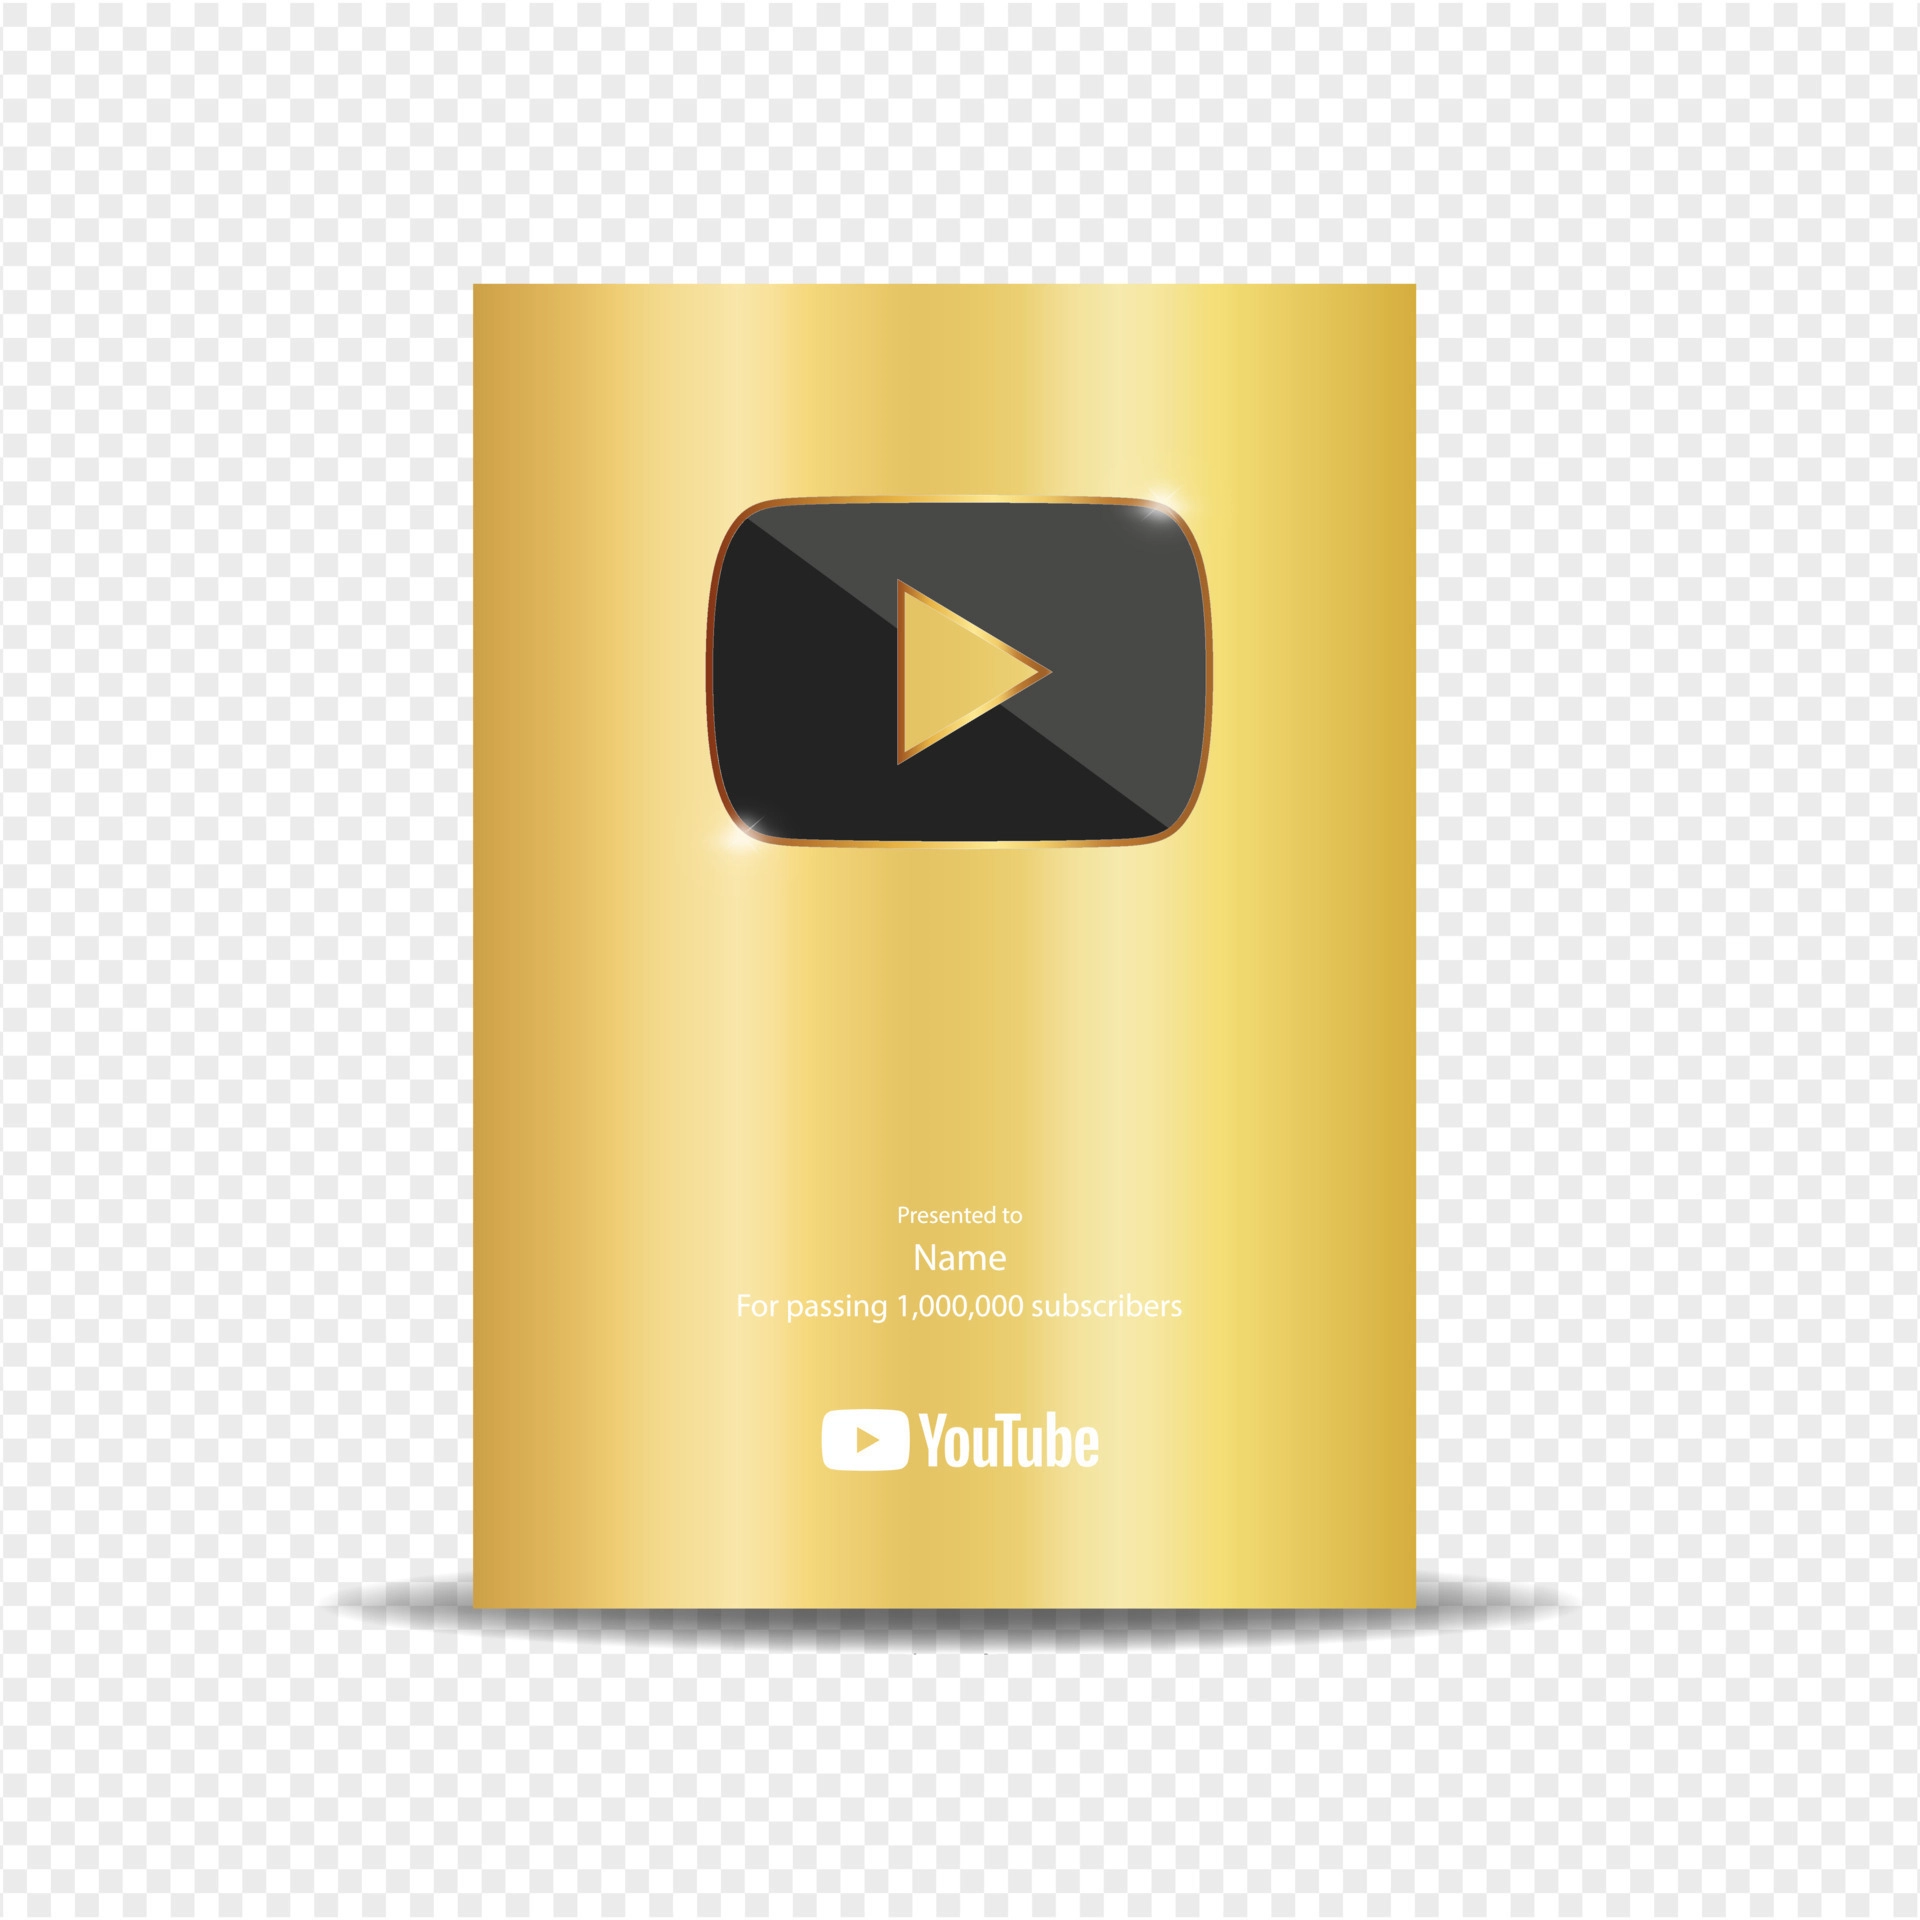 Presented to
Name
For passing 1,000,000 subscribers
YouTube